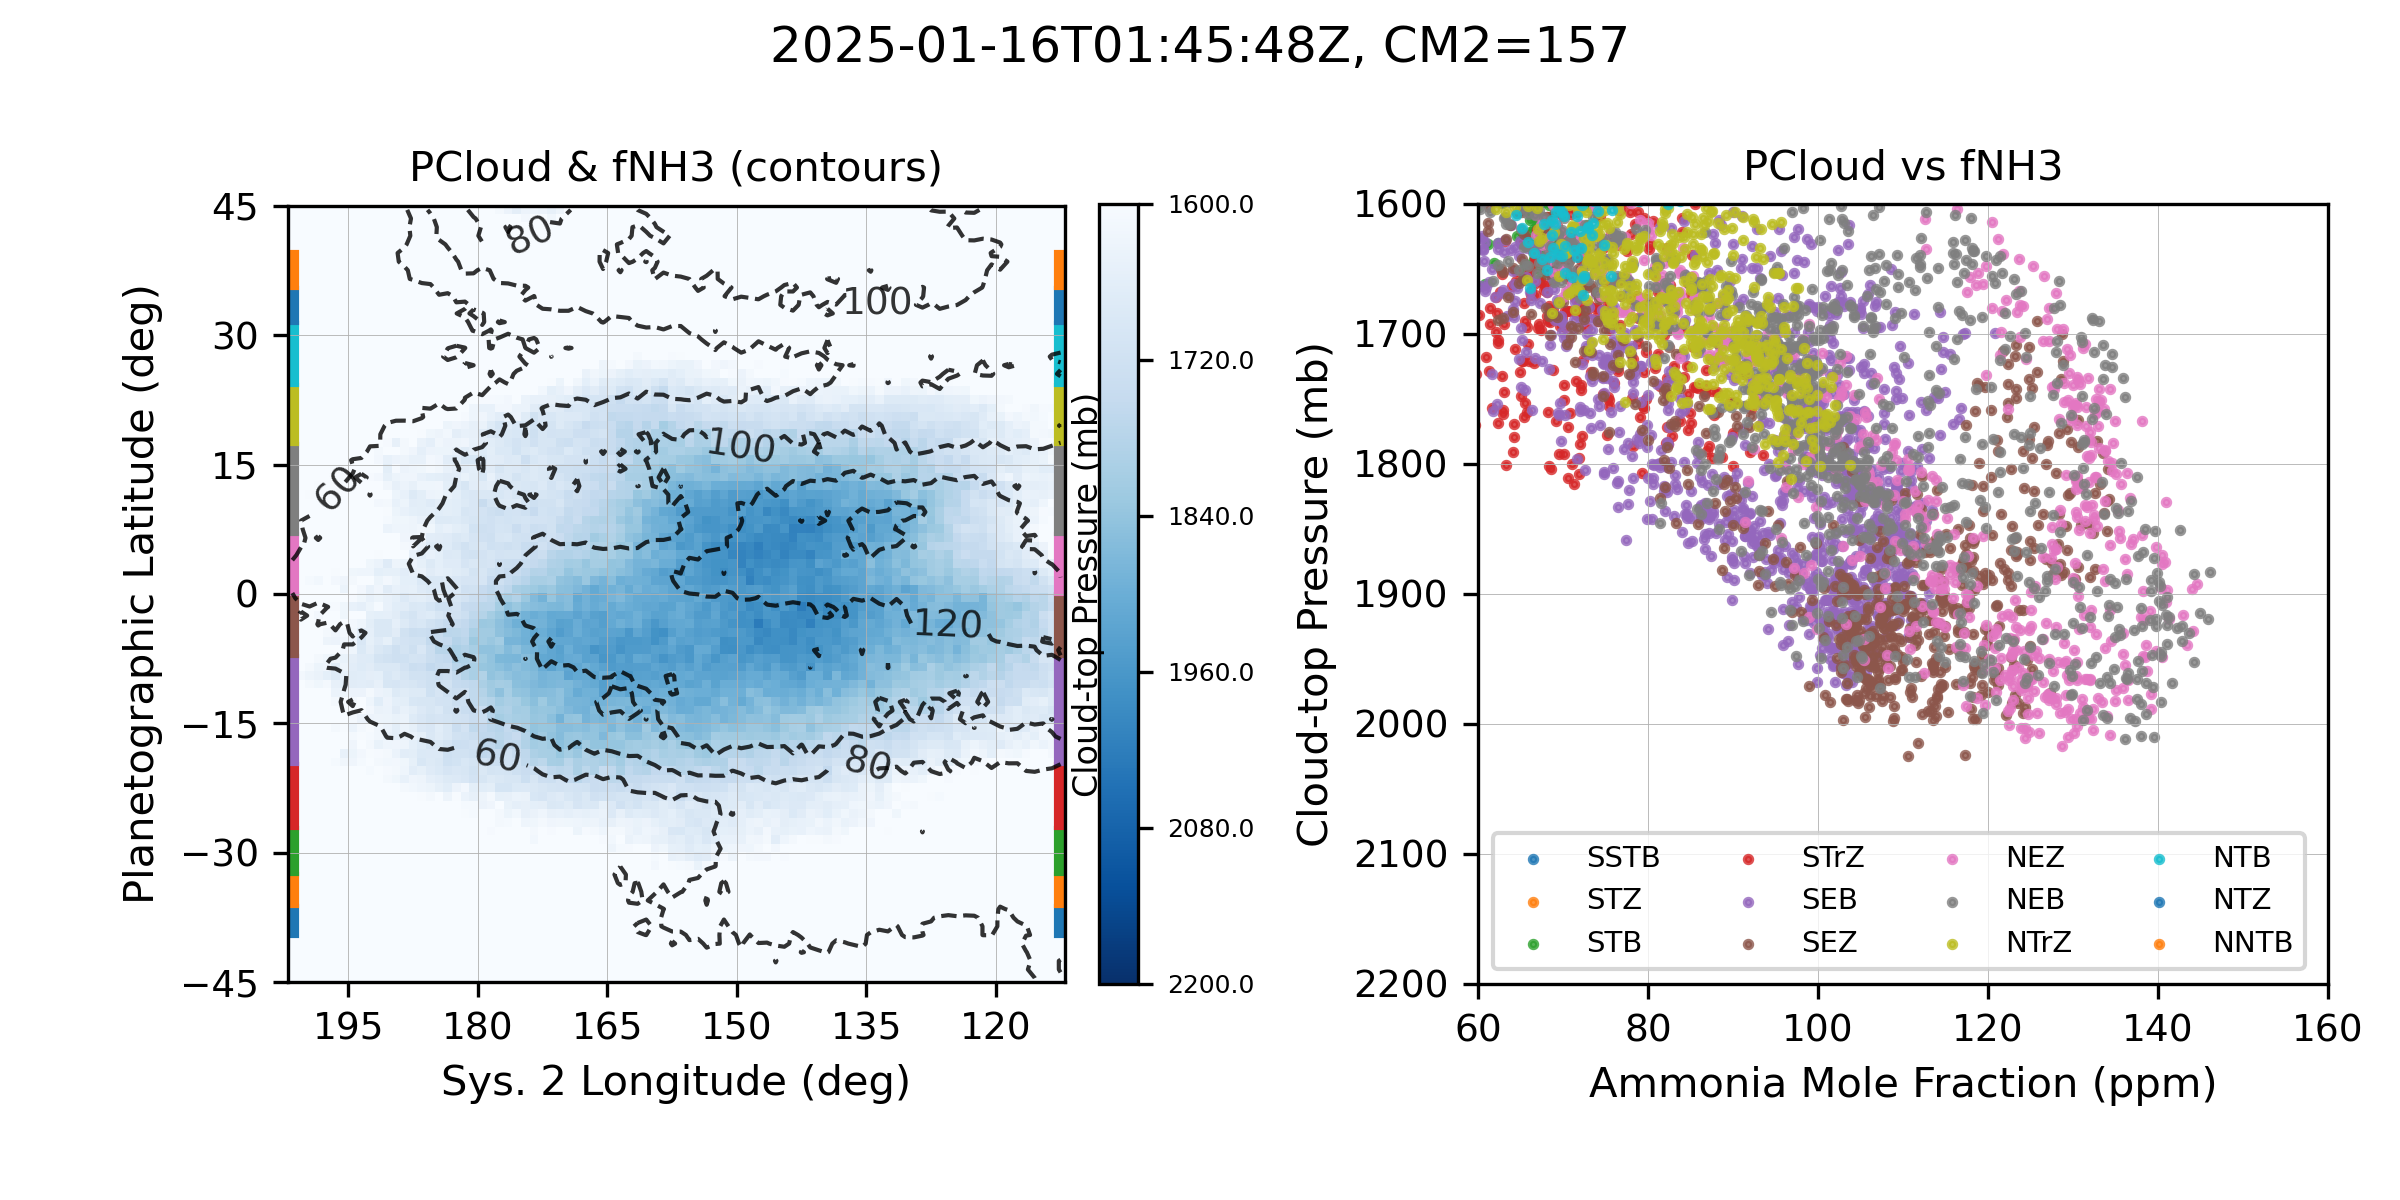 2025-01-16T01:45:48Z, CM2=157
PCloud & fNH3 (contours)
45
30
15
0
−15
−30
−45
Planetographic Latitude (deg)
195
180
165
150
135
120
Sys. 2 Longitude (deg)
80
100
100
60
120
60
80
1600.0
1720.0
1840.0
1960.0
2080.0
2200.0
Cloud-top Pressure (mb)
PCloud vs fNH3
1600
1700
1800
1900
2000
2100
2200
Cloud-top Pressure (mb)
60
80
100
120
140
160
Ammonia Mole Fraction (ppm)
SSTB
STZ
STB
STrZ
SEB
SEZ
NEZ
NEB
NTrZ
NTB
NTZ
NNTB